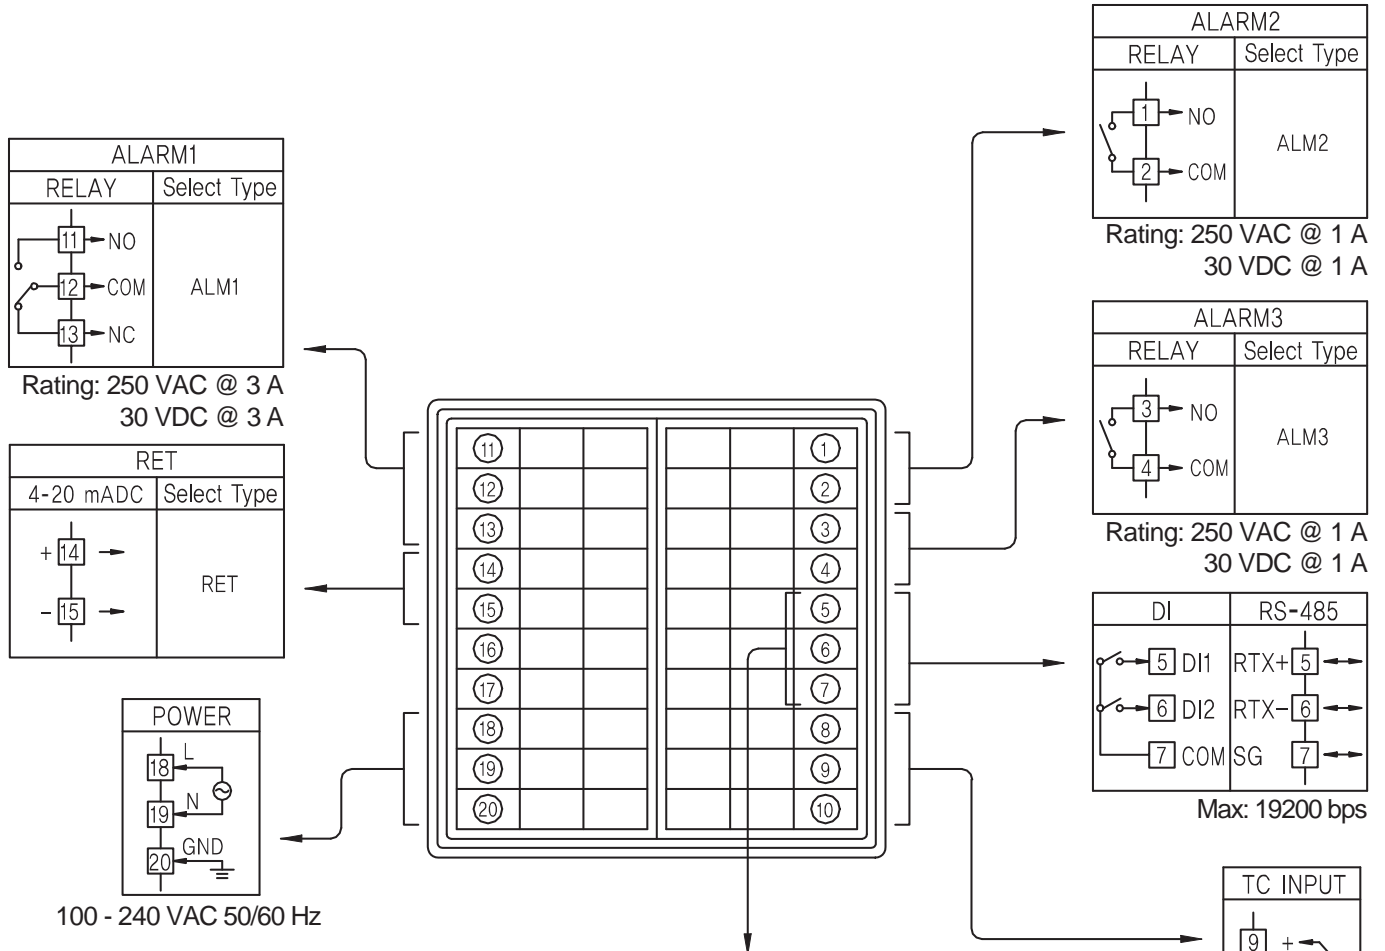 ALARM2
RELAY Select Type
1 NO
ALM2
2 COM
Rating: 250 VAC @ 1 A
30 VDC @ 1 A
ALARM1
RELAY Select Type
11 NO
12 COM ALM1
13 NC
Rating: 250 VAC @ 3 A
30 VDC @ 3 A
ALARM3
RELAY Select Type
3 NO
ALM3
4 COM
Rating: 250 VAC @ 1 A
30 VDC @ 1 A
RET
4-20 mADC Select Type
+ 14
RET
- 15
11 1
12 2
13 3
14 4
15 5
16 6
17 7
18 8
19 9
20 10
DI RS-485
5 DI1 RTX+ 5
6 DI2 RTX- 6
7 COM SG 7
Max: 19200 bps
POWER
L
18
N
19
GND
20
100 - 240 VAC 50/60 Hz
TC INPUT
9 +